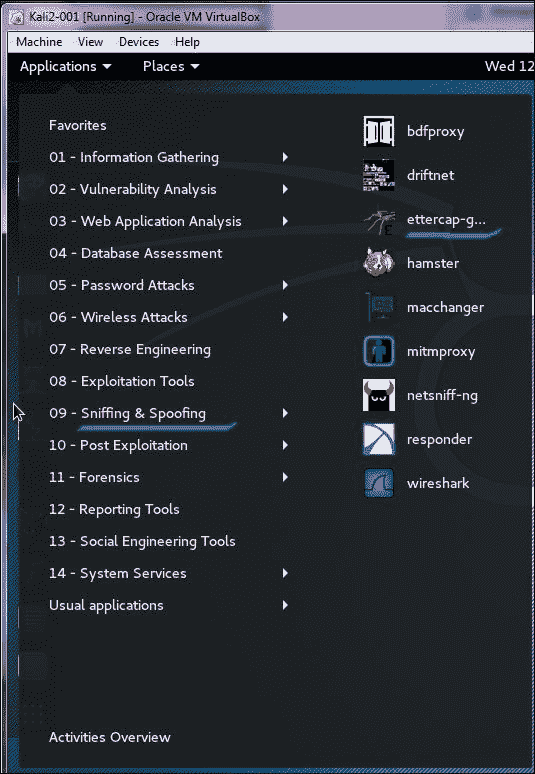 Kali2-001 [Running] - Oracle VM VirtualBox
Machine View Devices Help
Applications Places Wed 12
Favorites
01 - Information Gathering
02 - Vulnerability Analysis
03 - Web Application Analysis
04 - Database Assessment
05 - Password Attacks
06 - Wireless Attacks
07 - Reverse Engineering
08 - Exploitation Tools
09 - Sniffing & Spoofing
10 - Post Exploitation
11 - Forensics
12 - Reporting Tools
13 - Social Engineering Tools
14 - System Services
Usual applications
Activities Overview
bdfproxy
driftnet
ettercap-g...
hamster
macchanger
mitmproxy
netsniff-ng
responder
wireshark